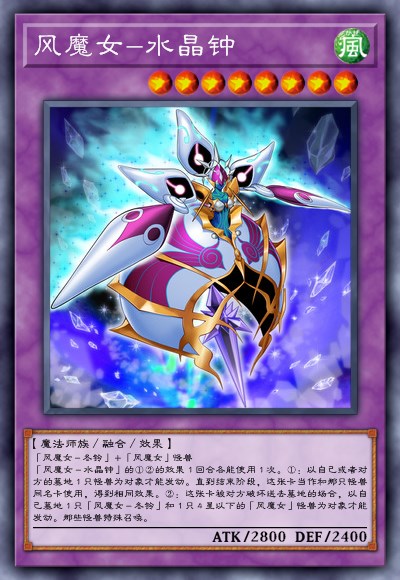 风魔女-水晶钟
風
【魔法师族/融合/效果】
「风魔女-冬铃」+「风魔女」怪兽
「风魔女-水晶钟」的①②的效果1回合各能使用1次。①:以自己或者对
方的墓地1只怪兽为对象才能发动。直到结束阶段,这张卡当作和那只怪兽
同名卡使用,得到相同效果。②:这张卡被对方破坏送去墓地的场合,以自
己墓地1只「风魔女-冬铃」和1只4星以下的「风魔女」怪兽为对象才能
发动。那些怪兽特殊召唤。
ATK/2800 DEF/2400